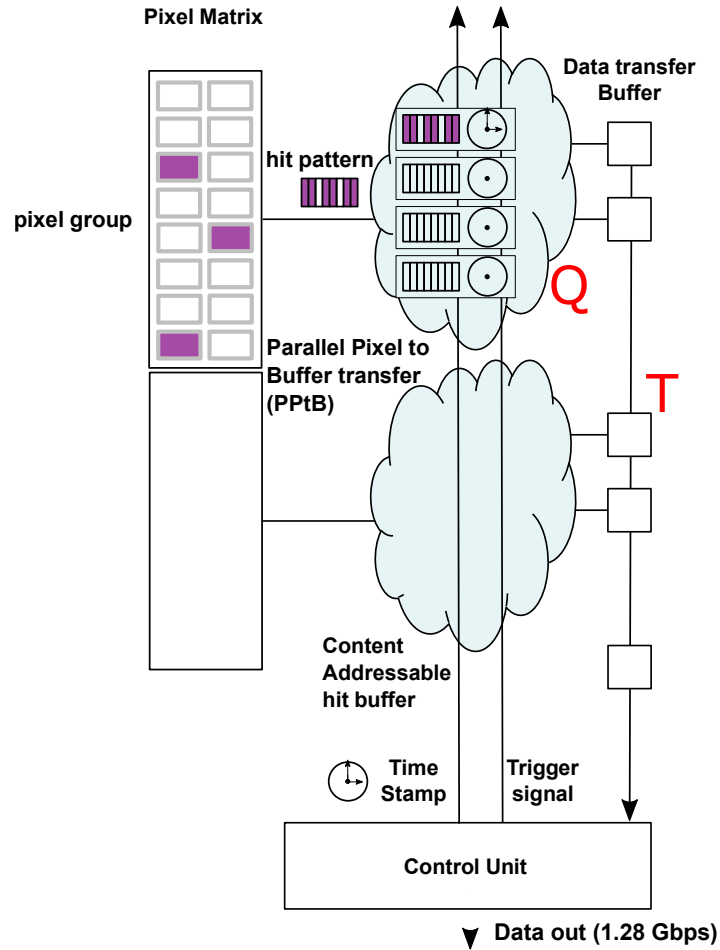 Pixel Matrix
Data transfer
Buffer
hit pattern
pixel group
Q
Parallel Pixel to
Buffer transfer
(PPtB)
T
Content
Addressable
hit buffer
Time
Stamp
Trigger
signal
Control Unit
Data out (1.28 Gbps)